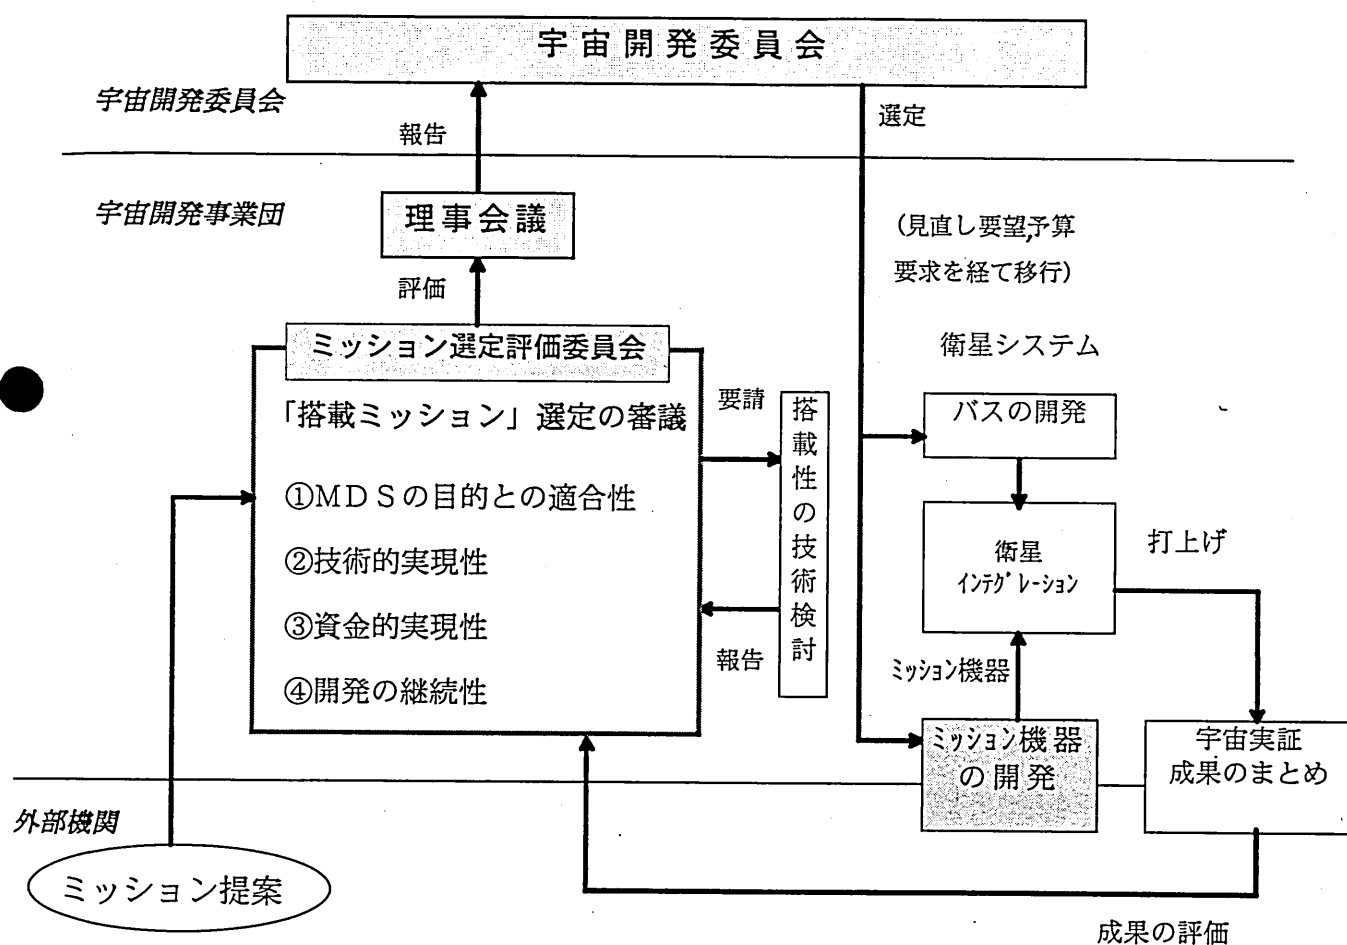 宇宙開発委員会
宇宙開発委員会
報告
選定
宇宙開発事業団
理事会議
(見直し要望,予算
要求を経て移行)
評価
ミッション選定評価委員会
衛星システム
「搭載ミッション」選定の審議
要請
搭載性の技術検討
バスの開発
①MDSの目的との適合性
②技術的実現性
③資金的実現性
④開発の継続性
報告
衛星
インテグレーション
打上げ
ミッション機器
ミッション機器
の開発
宇宙実証
成果のまとめ
外部機関
ミッション提案
成果の評価